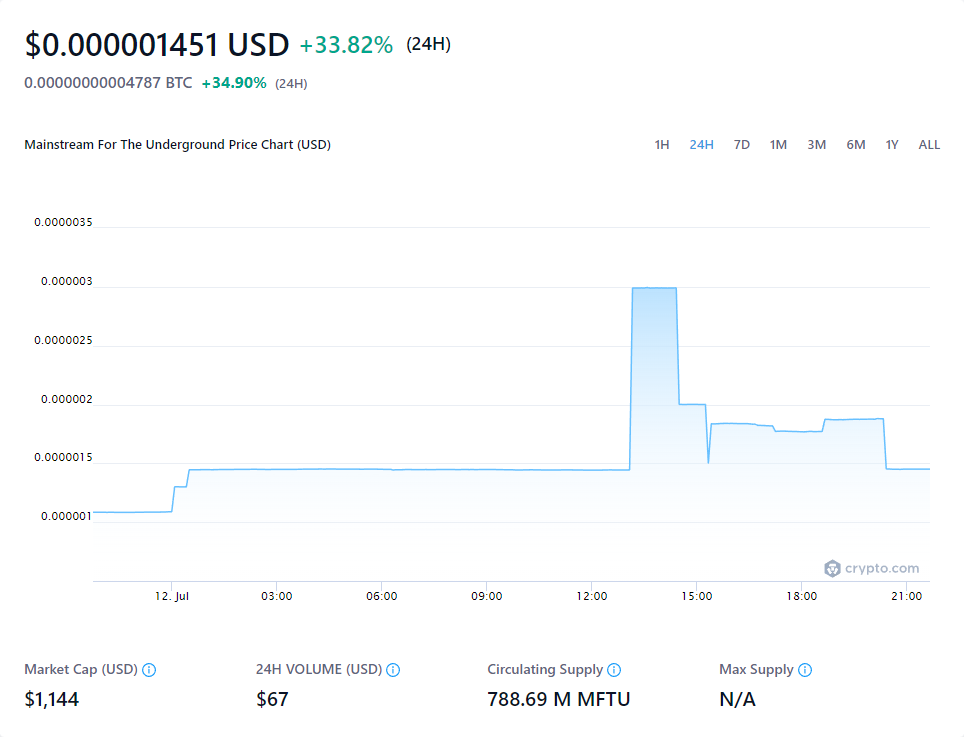 $0.000001451 USD +33.82% (24H)
0.00000000004787 BTC +34.90% (24H)
Mainstream For The Underground Price Chart (USD)
1H 24H 7D 1M 3M 6M 1Y ALL
0.0000035
0.000003
0.0000025
0.000002
0.0000015
0.000001
crypto.com
12. Jul 03:00 06:00 09:00 12:00 15:00 18:00 21:00
Market Cap (USD) 24H VOLUME (USD) Circulating Supply Max Supply
$1,144 $67 788.69 M MFTU N/A